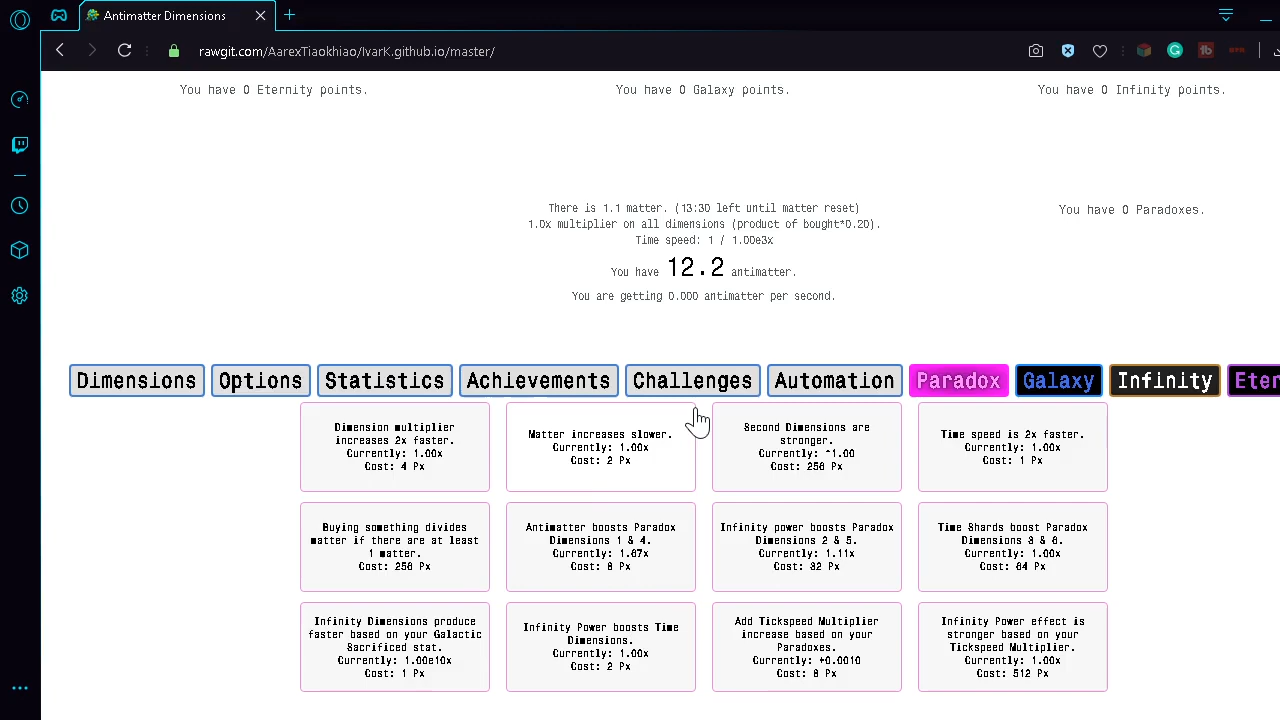 Antimatter Dimensions
rawgit.com/AarexTiaokhiao/IvarK.github.io/master/
You have 0 Eternity points.
You have 0 Galaxy points.
You have 0 Infinity points.
There is 1.1 matter. (13:30 left until matter reset)
1.0x multiplier on all dimensions (product of bought*0.20).
Time speed: 1 / 1.00e3x
You have 12.2 antimatter.
You are getting 0.000 antimatter per second.
You have 0 Paradoxes.
Dimensions
Options
Statistics
Achievements
Challenges
Automation
Paradox
Galaxy
Infinity
Eter
Dimension multiplier
increases 2x faster.
Currently: 1.00x
Cost: 4 Px
Matter increases slower.
Currently: 1.00x
Cost: 2 Px
Second Dimensions are
stronger.
Currently: ^1.00
Cost: 256 Px
Time speed is 2x faster.
Currently: 1.00x
Cost: 1 Px
Buying something divides
matter if there are at least
1 matter.
Cost: 256 Px
Antimatter boosts Paradox
Dimensions 1 & 4.
Currently: 1.67x
Cost: 8 Px
Infinity power boosts Paradox
Dimensions 2 & 5.
Currently: 1.11x
Cost: 32 Px
Time Shards boost Paradox
Dimensions 3 & 6.
Currently: 1.00x
Cost: 64 Px
Infinity Dimensions produce
faster based on your Galactic
Sacrificed stat.
Currently: 1.00e10x
Cost: 1 Px
Infinity Power boosts Time
Dimensions.
Currently: 1.00x
Cost: 2 Px
Add Tickspeed Multiplier
increase based on your
Paradoxes.
Currently: +0.0010
Cost: 8 Px
Infinity Power effect is
stronger based on your
Tickspeed Multiplier.
Currently: 1.00x
Cost: 512 Px